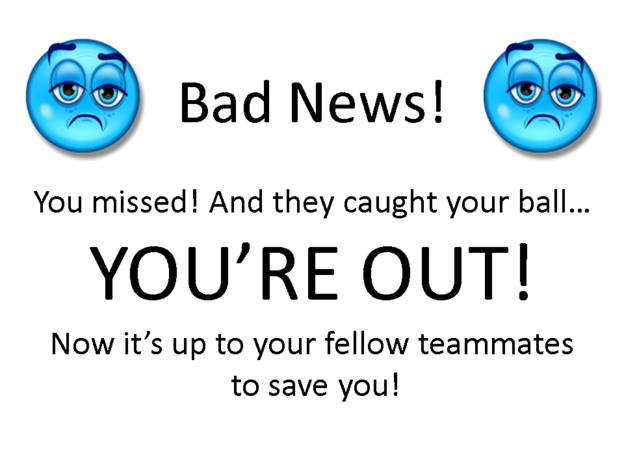 Bad News!
You missed! And they caught your ball…
YOU’RE OUT!
Now it’s up to your fellow teammates
to save you!